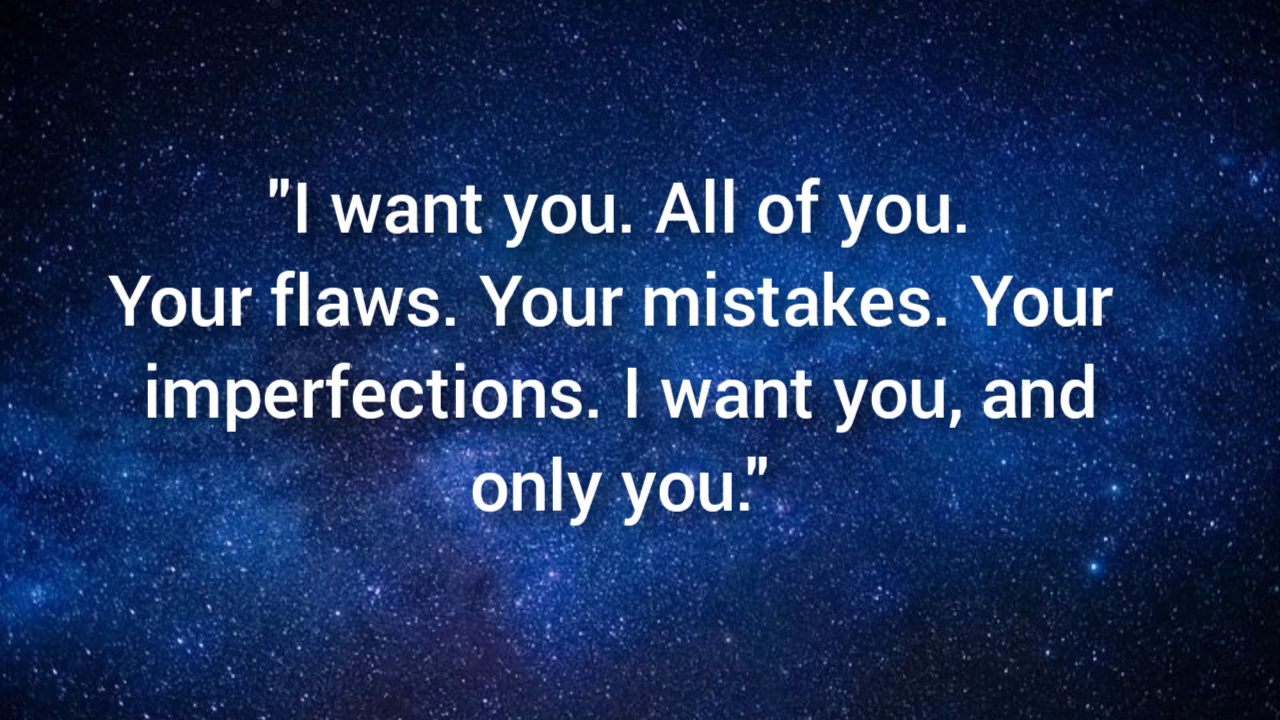 "I want you. All of you.
Your flaws. Your mistakes. Your
imperfections. I want you, and
only you."